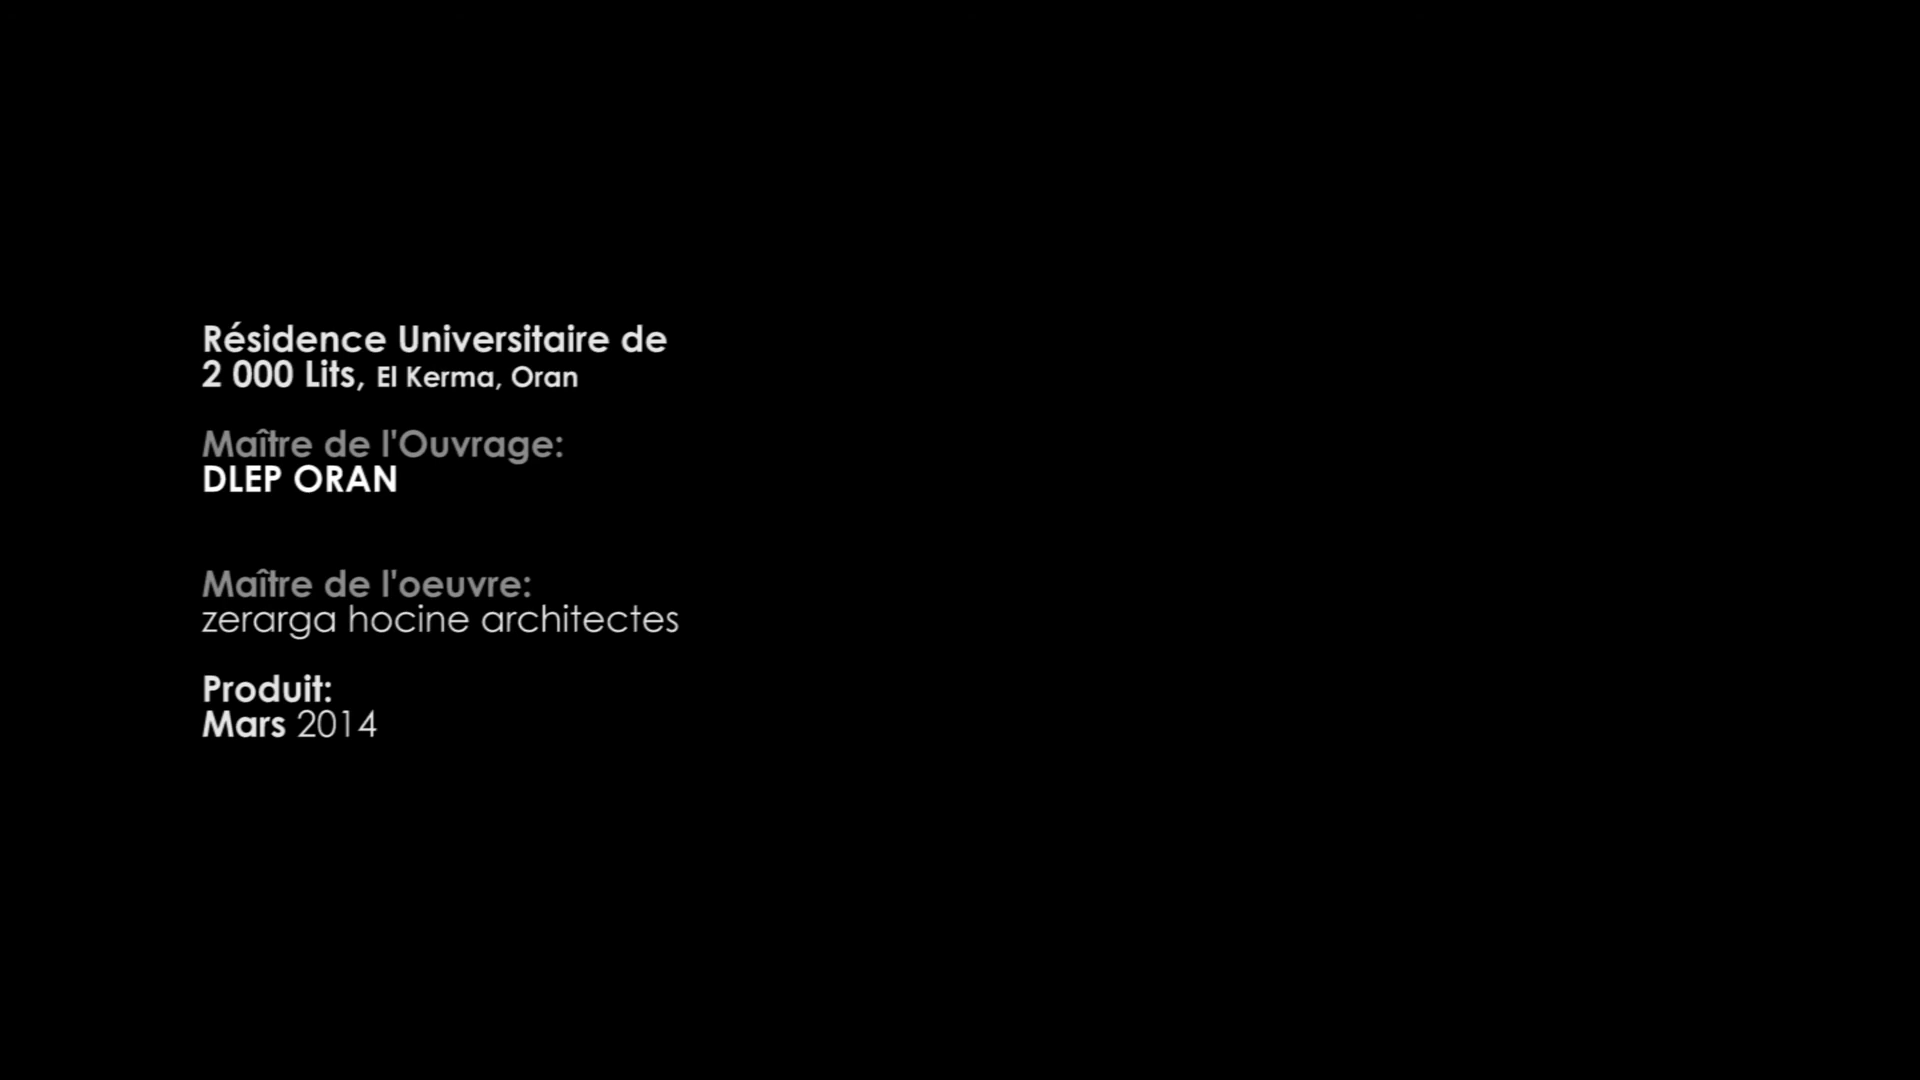 Résidence Universitaire de
2 000 Lits, El Kerma, Oran
Maître de l'Ouvrage:
DLEP ORAN
Maître de l'oeuvre:
zerarga hocine architectes
Produit:
Mars 2014